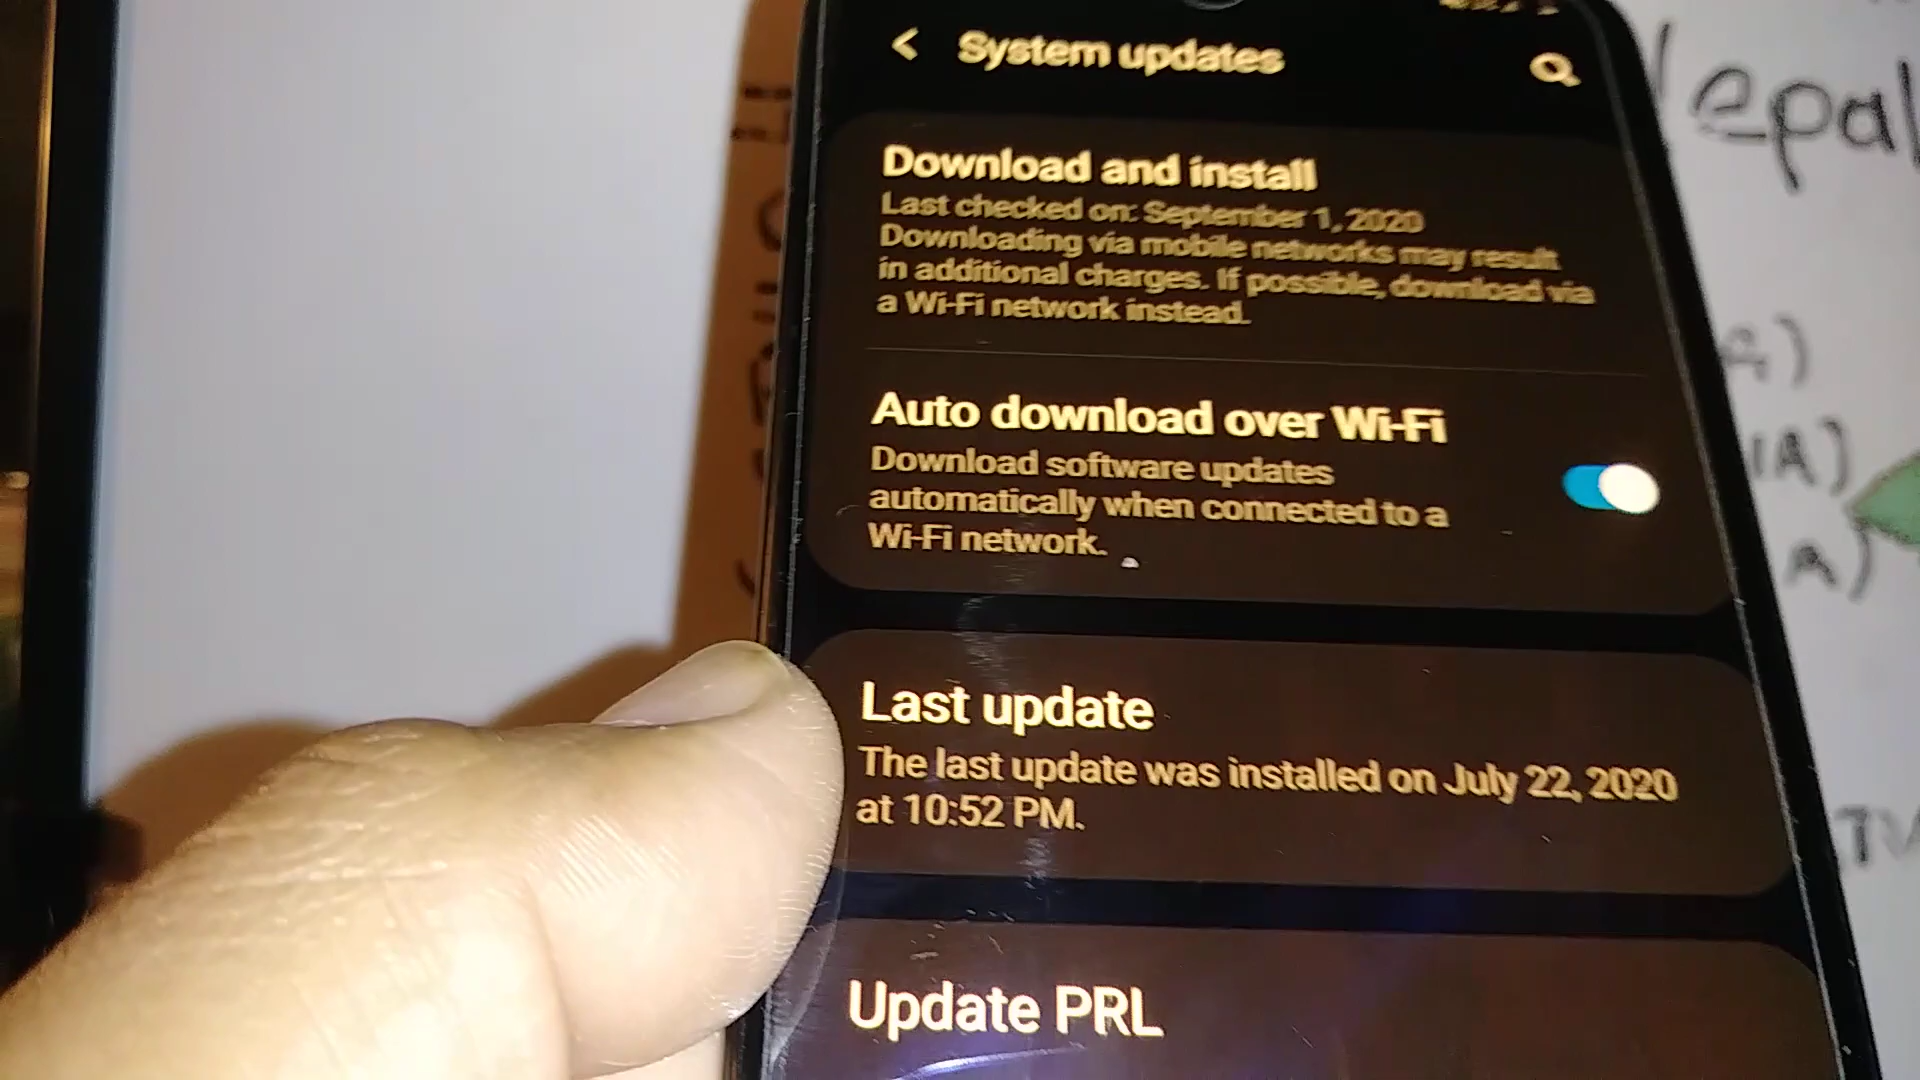 System updates
Download and install
Last checked on: September 1, 2020
Downloading via mobile networks may result
in additional charges. If possible, download via
a Wi-Fi network instead.
Auto download over Wi-Fi
Download software updates
automatically when connected to a
Wi-Fi network.
Last update
The last update was installed on July 22, 2020
at 10:52 PM.
Update PRL